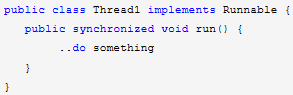 public class Thread1 implements Runnable {
public synchronized void run() {
..do something
}
}